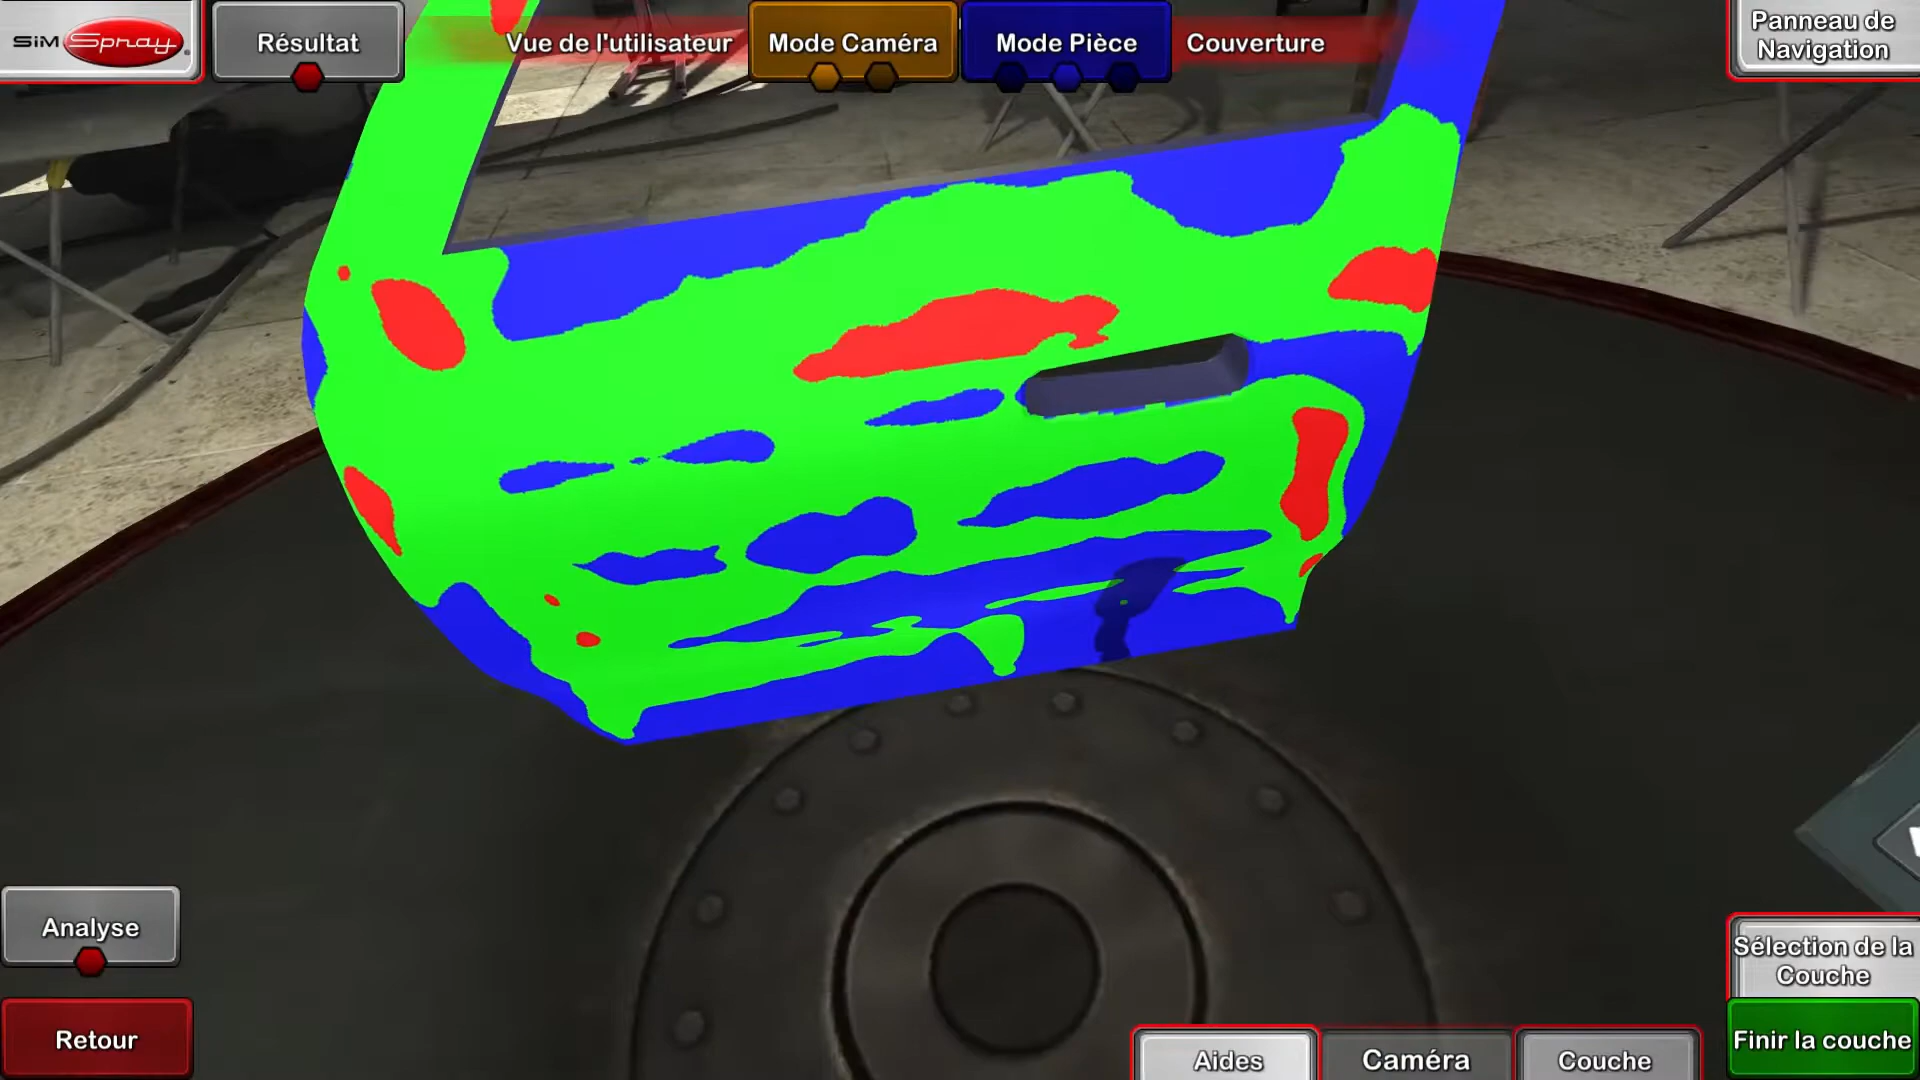 SiM Spray
Résultat
Vue de l'utilisateur
Mode Caméra
Mode Pièce
Couverture
Panneau de
Navigation
Analyse
Retour
Sélection de la
Couche
Finir la couche
Aides
Caméra
Couche